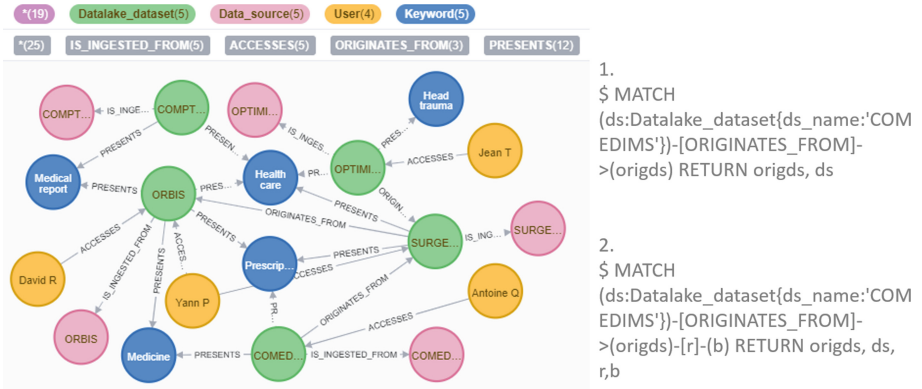 *(19) Datalake_dataset(5) Data_source(5) User(4) Keyword(5)
*(25) IS_INGESTED_FROM(5) ACCESSES(5) ORIGINATES_FROM(3) PRESENTS(12)
Head
trauma
COMPT…
IS_INGE…
COMPT…
OPTIMI…
PRESENTS
PRESEN…
IS_INGES…
PRES…
Jean T
ACCESSES
OPTIMI…
Medical
report
PRESENTS
ORBIS
PRES…
Health
care
PR…
ORIGIN…
PRESENTS
ORIGINATES_FROM
ACCESSES
PRESENTS
SURGE…
IS_ING…
SURGE…
David R
IS_INGESTED_FROM
PRESENTS
ACCES…
Prescrip…
PRESENTS
ACCESSES
Yann P
ORIGINATES_FROM
Antoine Q
PR…
ACCESSES
ORBIS
Medicine
PRESENTS
COMED…
IS_INGESTED_FROM
COMED…
1.
$ MATCH
(ds:Datalake_dataset{ds_name:'COM
EDIMS'})-[ORIGINATES_FROM]-
>(origds) RETURN origds, ds
2.
$ MATCH
(ds:Datalake_dataset{ds_name:'COM
EDIMS'})-[ORIGINATES_FROM]-
>(origds)-[r]-(b) RETURN origds, ds,
r,b